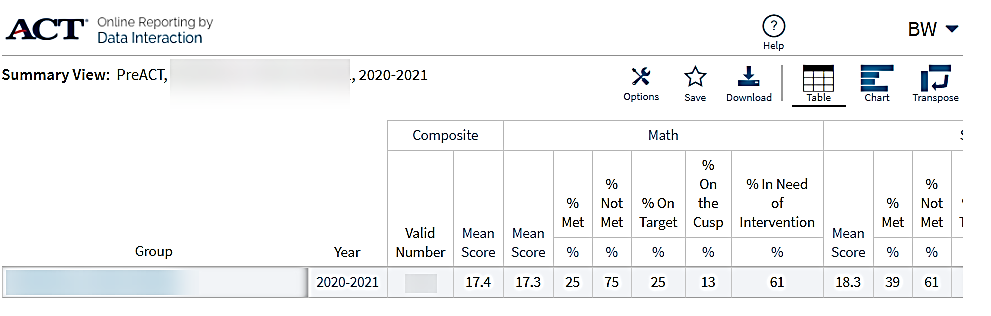 ACT® Online Reporting by
Data Interaction
Help
BW
Summary View: PreACT, ., 2020-2021
Options Save Download Table Chart Transpose
Composite Math S
Group Year Valid Number Mean Score Mean Score % Met % Not Met % On Target % On the Cusp % In Need of Intervention Mean Score % Met % Not Met
% % % % % % %
2020-2021 17.4 17.3 25 75 25 13 61 18.3 39 61